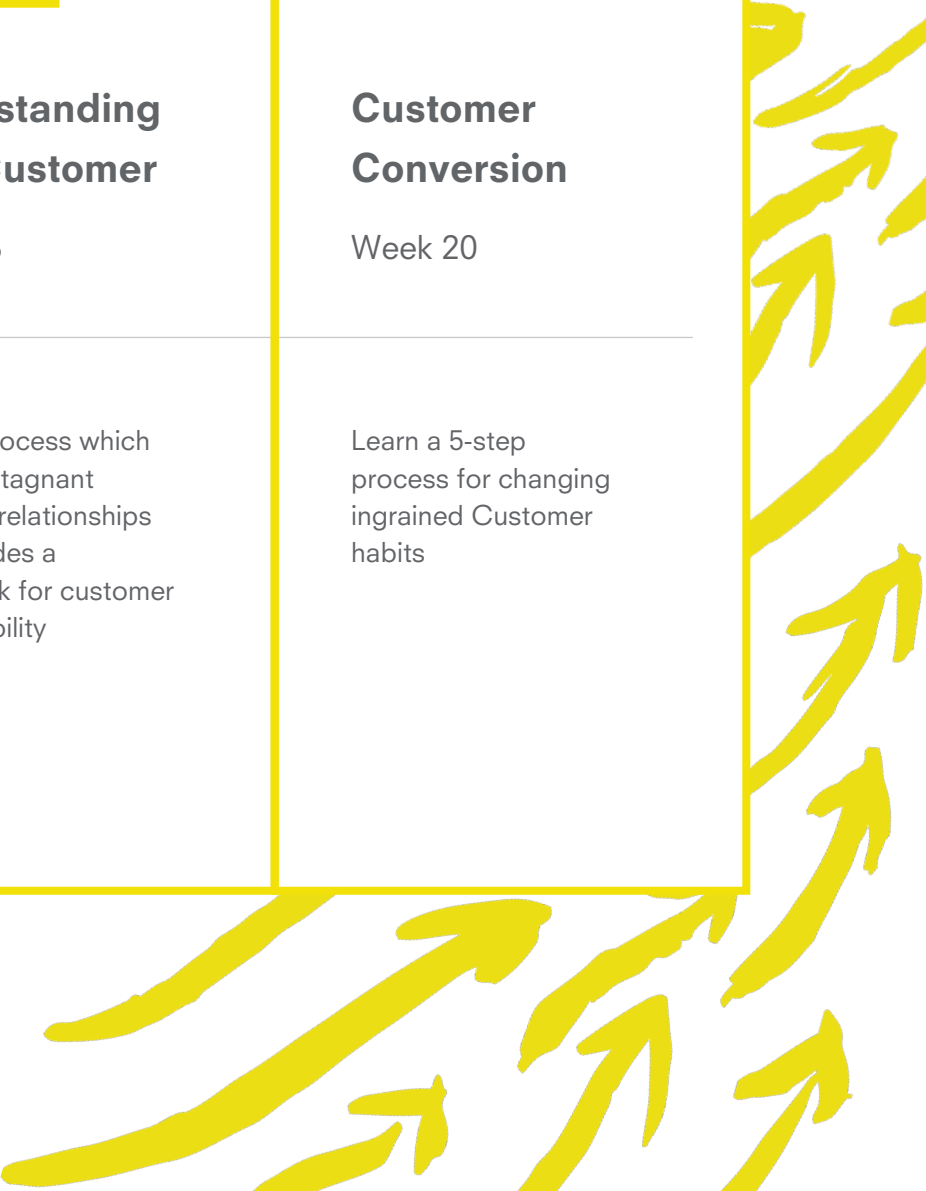 standing
ustomer
ocess which
tagnant
relationships
des a
k for customer
bility
Customer
Conversion
Week 20
Learn a 5-step
process for changing
ingrained Customer
habits